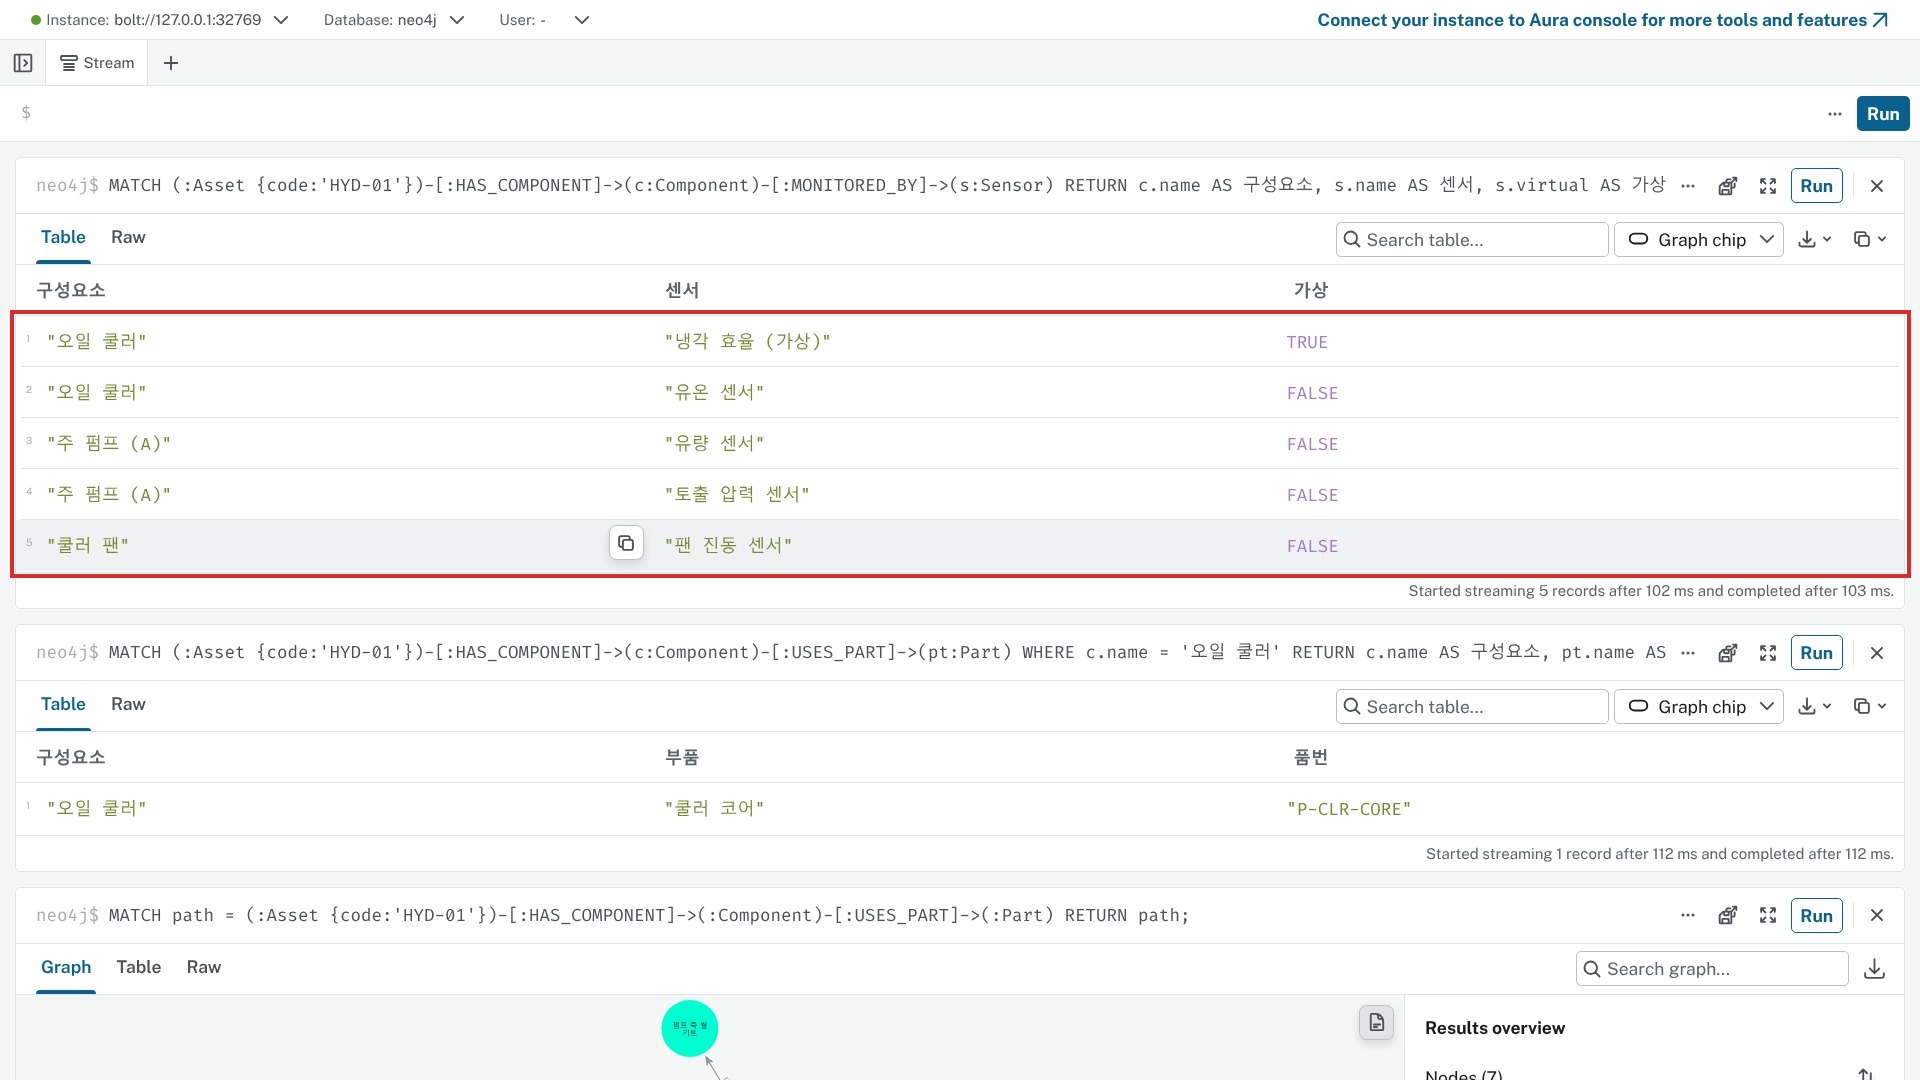 Instance: bolt://127.0.0.1:32769 Database: neo4j User: - Connect your instance to Aura console for more tools and features
Stream
$ Run
neo4j$ MATCH (:Asset {code:'HYD-01'})-[:HAS_COMPONENT]->(c:Component)-[:MONITORED_BY]->(s:Sensor) RETURN c.name AS 구성요소, s.name AS 센서, s.virtual AS 가상 ... Run
Table Raw Search table... Graph chip
구성요소 센서 가상
1 "오일 쿨러" "냉각 효율 (가상)" TRUE
2 "오일 쿨러" "유온 센서" FALSE
3 "주 펌프 (A)" "유량 센서" FALSE
4 "주 펌프 (A)" "토출 압력 센서" FALSE
5 "쿨러 팬" "팬 진동 센서" FALSE
Started streaming 5 records after 102 ms and completed after 103 ms.
neo4j$ MATCH (:Asset {code:'HYD-01'})-[:HAS_COMPONENT]->(c:Component)-[:USES_PART]->(pt:Part) WHERE c.name = '오일 쿨러' RETURN c.name AS 구성요소, pt.name AS ... Run
Table Raw Search table... Graph chip
구성요소 부품 품번
1 "오일 쿨러" "쿨러 코어" "P-CLR-CORE"
Started streaming 1 record after 112 ms and completed after 112 ms.
neo4j$ MATCH path = (:Asset {code:'HYD-01'})-[:HAS_COMPONENT]->(:Component)-[:USES_PART]->(:Part) RETURN path; ... Run
Graph Table Raw Search graph...
펌프 축 씰
키트
Results overview
Nodes (7)